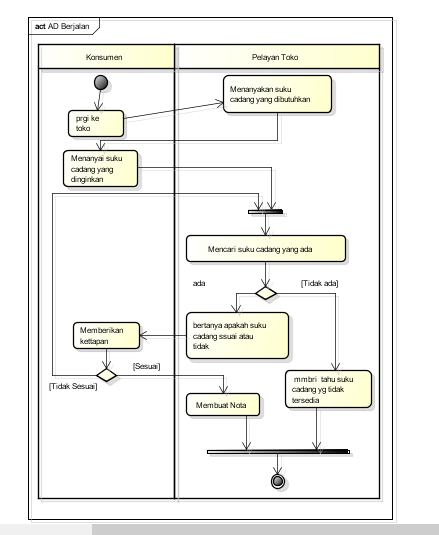 act AD Berjalan
Konsumen
Pelayan Toko
prgi ke
toko
Menanyakan suku
cadang yang dibutuhkan
Menanyai suku
cadang yang
dinginkan
Mencari suku cadang yang ada
ada
[Tidak ada]
bertanya apakah suku
cadang ssuai atau
tidak
Memberikan
kettapan
[Sesuai]
[Tidak Sesuai]
mmbri tahu suku
cadang yg tidak
tersedia
Membuat Nota